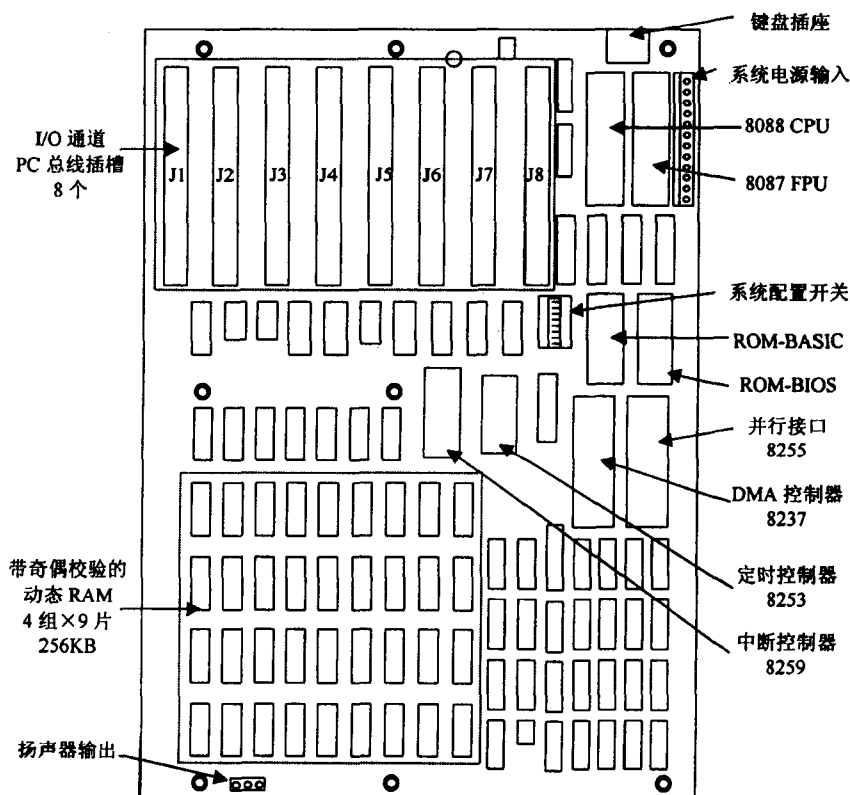 键盘插座
系统电源输入
8088 CPU
8087 FPU
I/O 通道
PC 总线插槽
8 个
J1 J2 J3 J4 J5 J6 J7 J8
系统配置开关
ROM-BASIC
ROM-BIOS
并行接口
8255
DMA 控制器
8237
带奇偶校验的
动态 RAM
4 组×9 片
256KB
定时控制器
8253
中断控制器
8259
扬声器输出